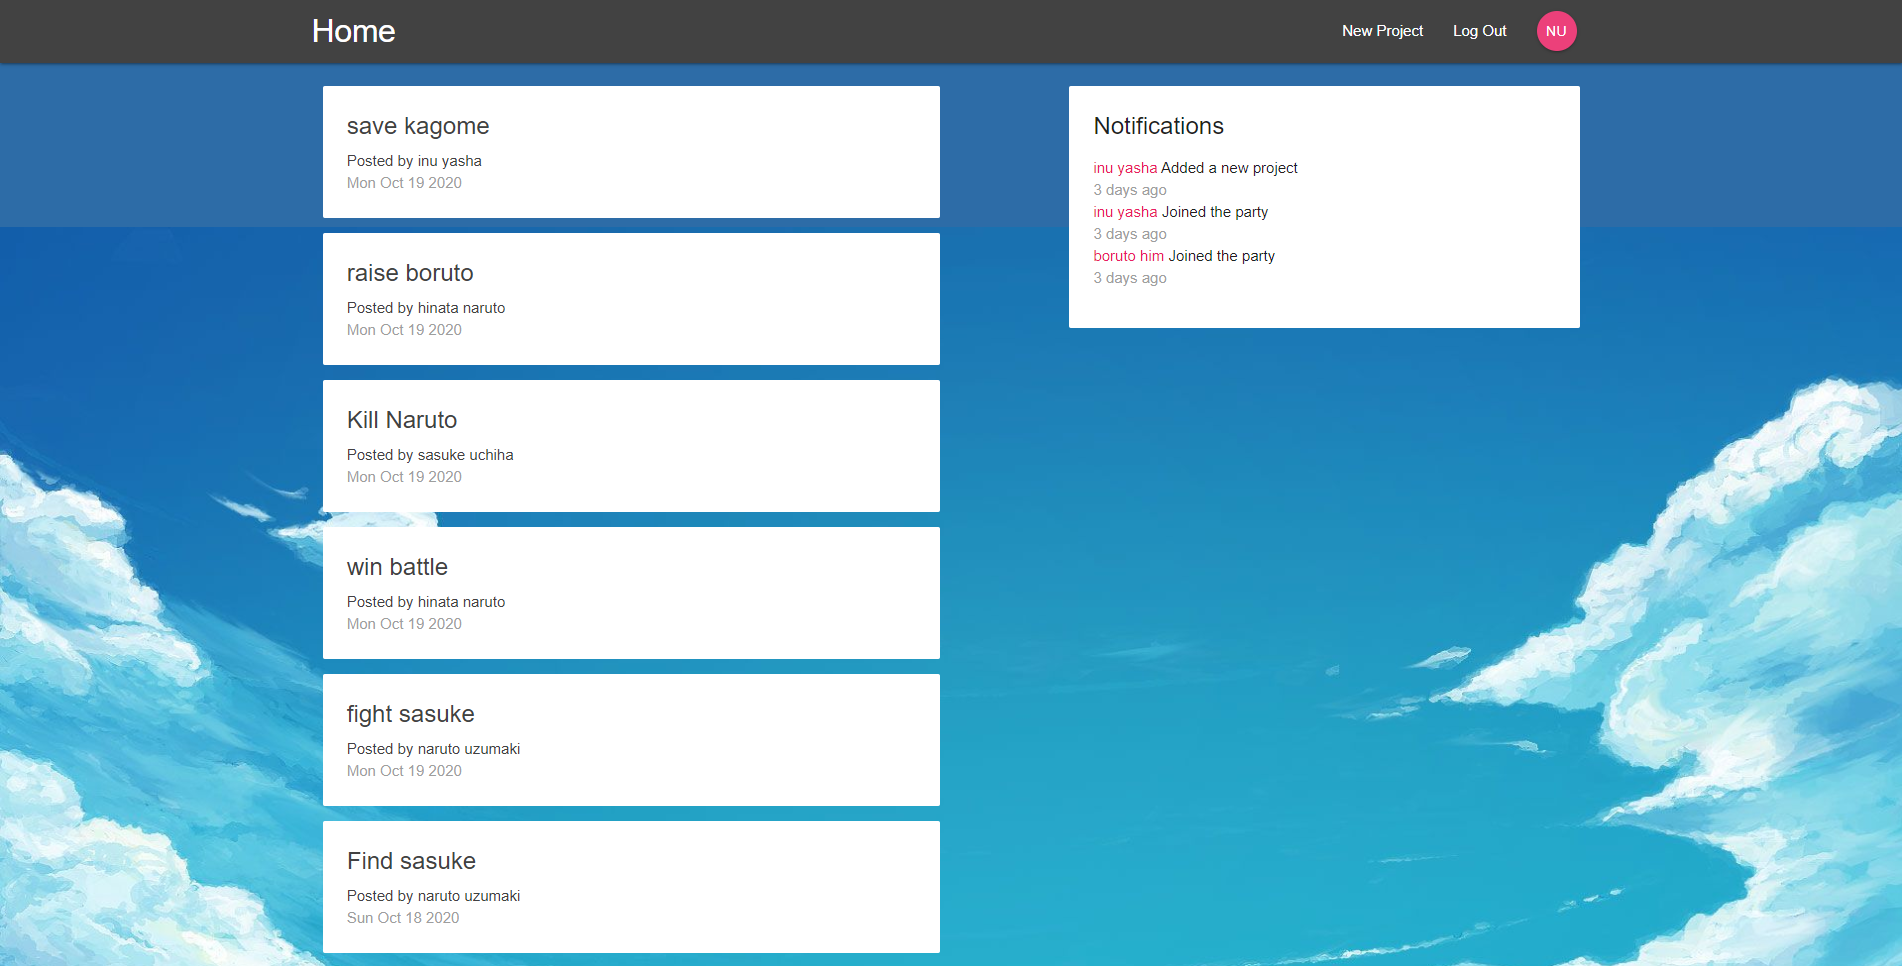 Home
New Project
Log Out
NU
save kagome
Posted by inu yasha
Mon Oct 19 2020
raise boruto
Posted by hinata naruto
Mon Oct 19 2020
Kill Naruto
Posted by sasuke uchiha
Mon Oct 19 2020
win battle
Posted by hinata naruto
Mon Oct 19 2020
fight sasuke
Posted by naruto uzumaki
Mon Oct 19 2020
Find sasuke
Posted by naruto uzumaki
Sun Oct 18 2020
Notifications
inu yasha Added a new project
3 days ago
inu yasha Joined the party
3 days ago
boruto him Joined the party
3 days ago